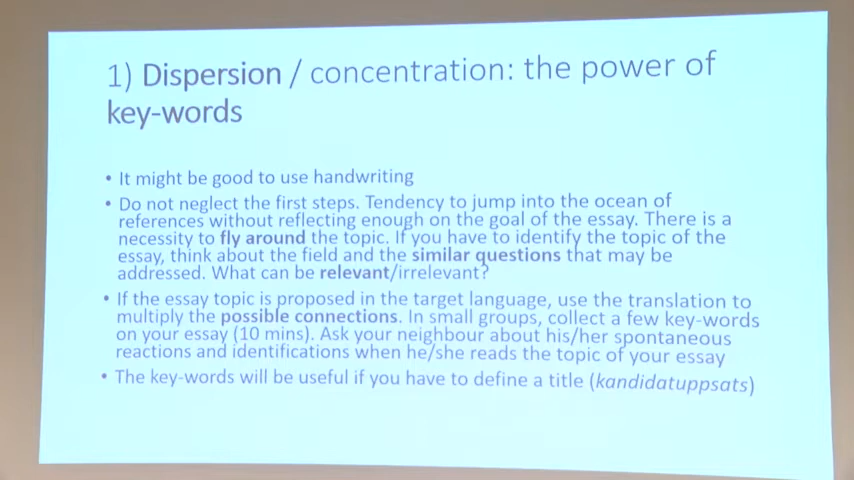 1) Dispersion / concentration: the power of
key-words
• It might be good to use handwriting
• Do not neglect the first steps. Tendency to jump into the ocean of
references without reflecting enough on the goal of the essay. There is a
necessity to fly around the topic. If you have to identify the topic of the
essay, think about the field and the similar questions that may be
addressed. What can be relevant/irrelevant?
• If the essay topic is proposed in the target language, use the translation to
multiply the possible connections. In small groups, collect a few key-words
on your essay (10 mins). Ask your neighbour about his/her spontaneous
reactions and identifications when he/she reads the topic of your essay
• The key-words will be useful if you have to define a title (kandidatuppsats)